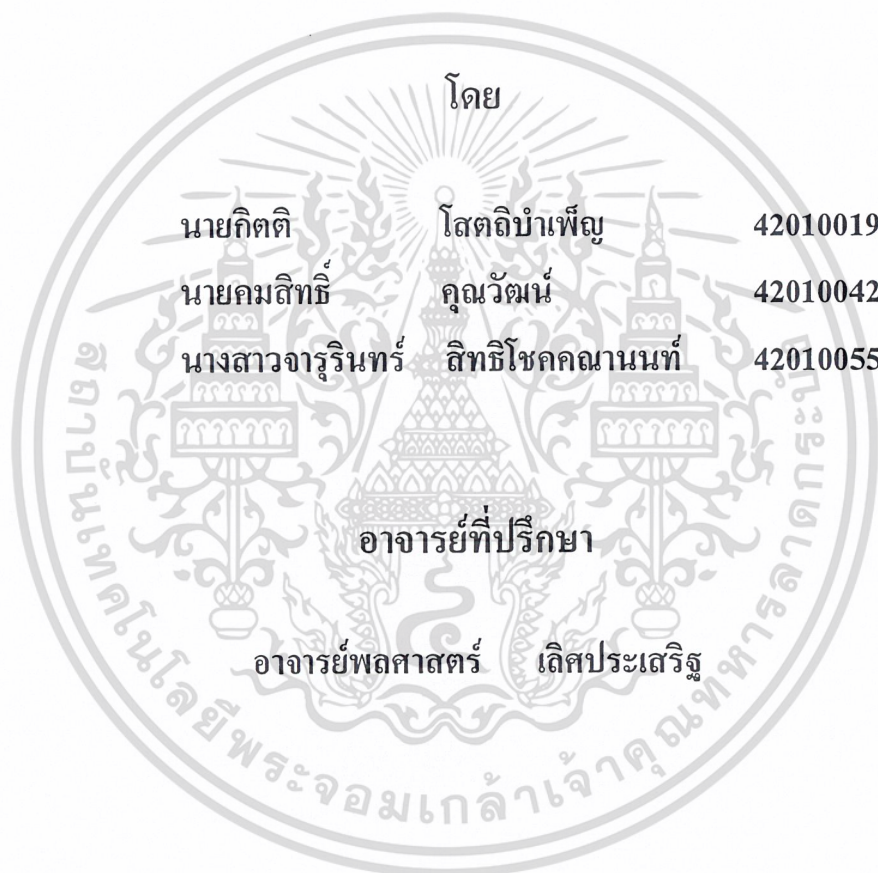 โดย
นายกิตติ โสตถิบำเพ็ญ 42010019
นายคมสิทธิ์ คุณวัฒน์ 42010042
นางสาวจารุรินทร์ สิทธิโชคคณานนท์ 42010055
อาจารย์ที่ปรึกษา
อาจารย์พลศาสตร์ เลิศประเสริฐ
สถาบันเทคโนโลยีพระจอมเกล้าเจ้าคุณทหารลาดกระบัง